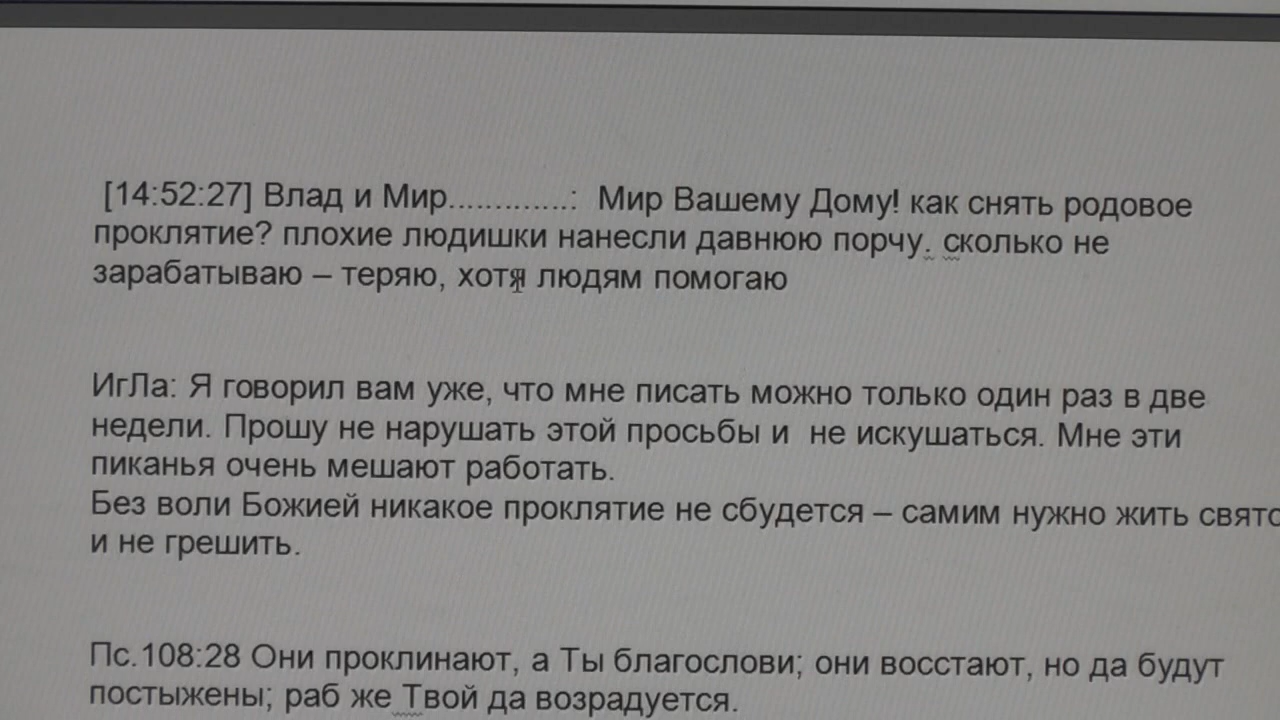 [14:52:27] Влад и Мир.............:  Мир Вашему Дому! как снять родовое
проклятие? плохие людишки нанесли давнюю порчу. сколько не
зарабатываю – теряю, хотя людям помогаю
ИгЛа: Я говорил вам уже, что мне писать можно только один раз в две
недели. Прошу не нарушать этой просьбы и  не искушаться. Мне эти
пиканья очень мешают работать.
Без воли Божией никакое проклятие не сбудется – самим нужно жить свято
и не грешить.
Пс.108:28 Они проклинают, а Ты благослови; они восстают, но да будут
постыжены; раб же Твой да возрадуется.